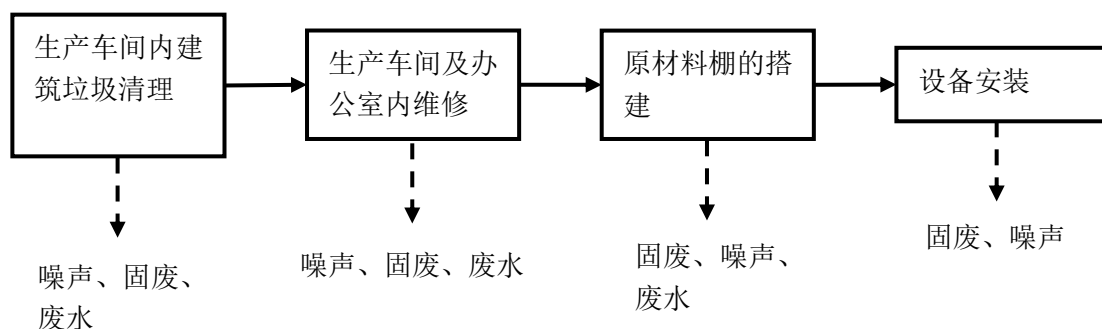 生产车间内建
筑垃圾清理
生产车间及办
公室内维修
原材料棚的搭
建
设备安装
噪声、固废、
废水
噪声、固废、废水
固废、噪声、
废水
固废、噪声